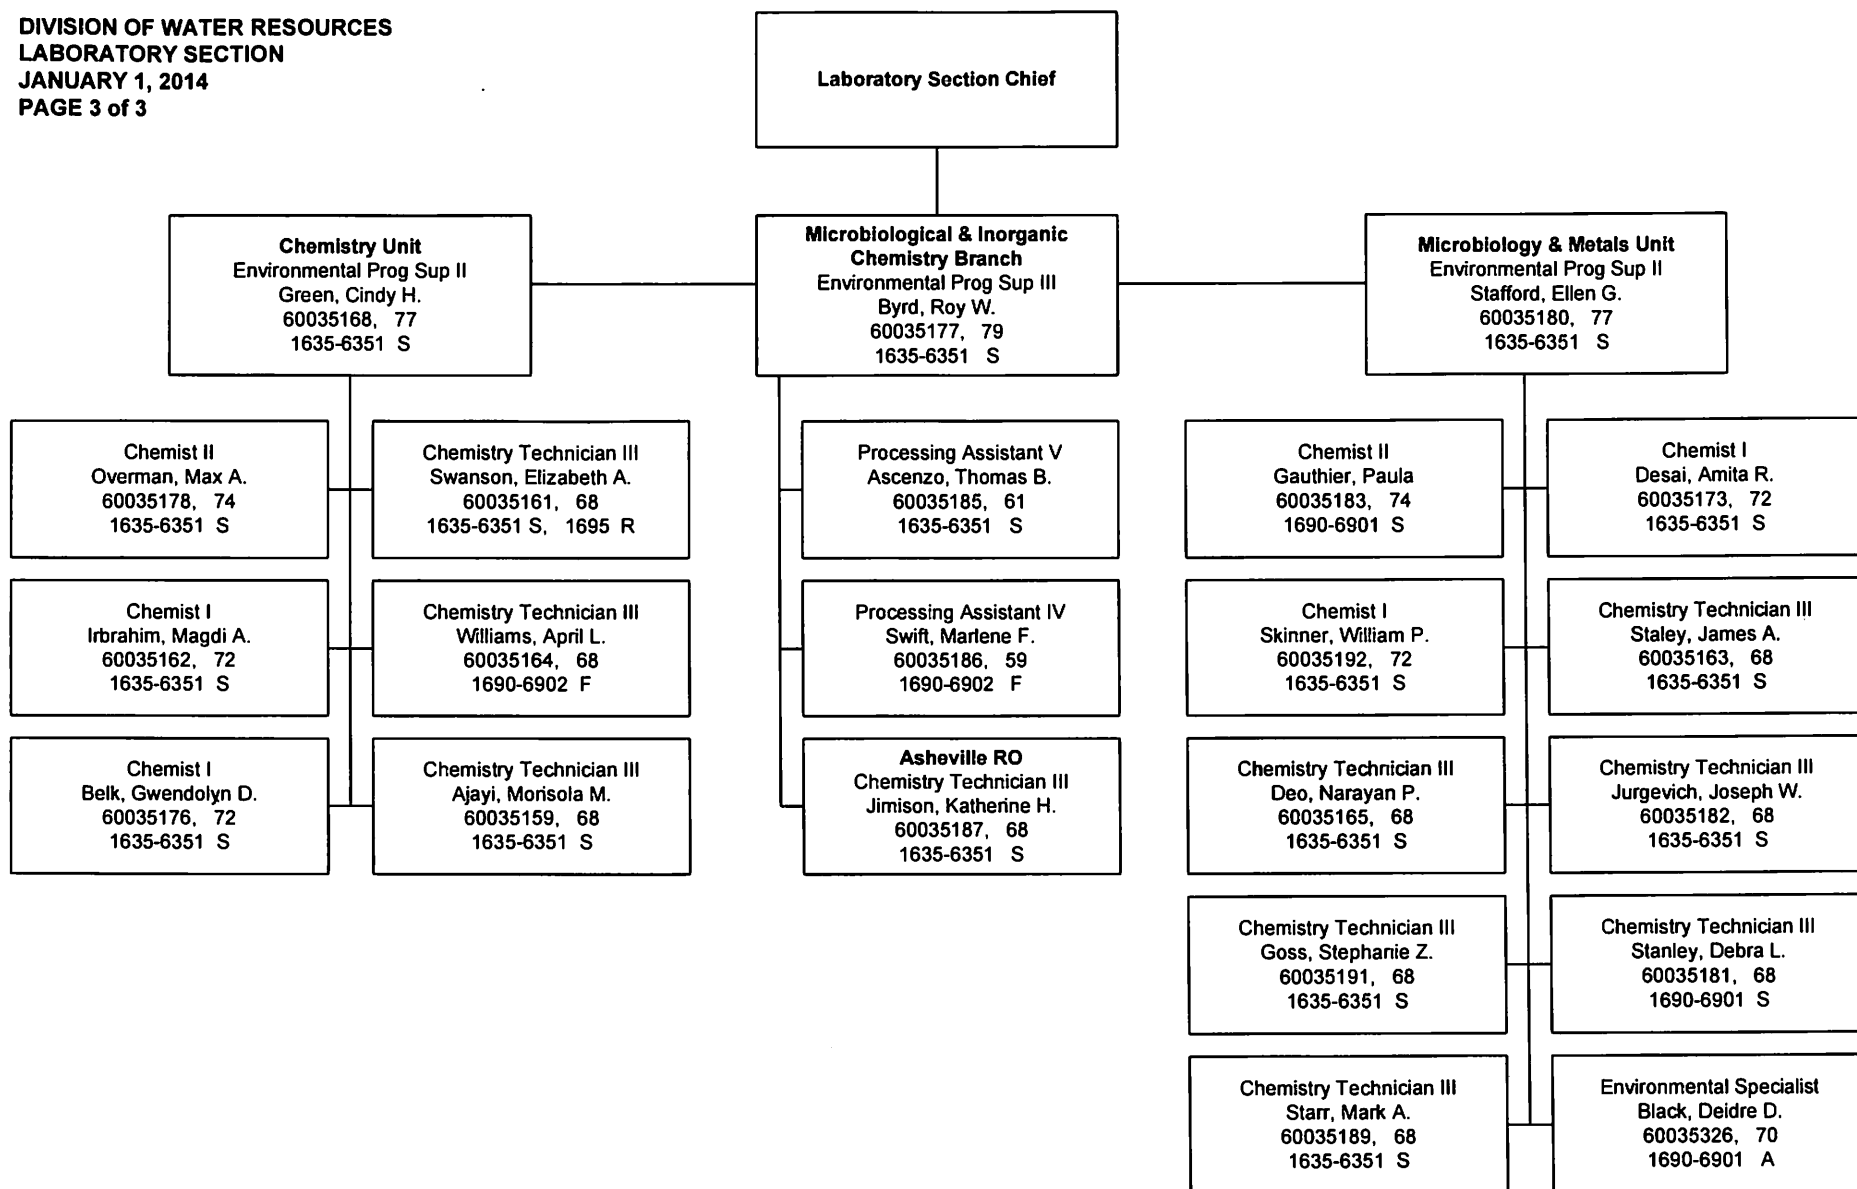 DIVISION OF WATER RESOURCES
LABORATORY SECTION
JANUARY 1, 2014
PAGE 3 of 3
Laboratory Section Chief
Chemistry Unit
Environmental Prog Sup II
Green, Cindy H.
60035168, 77
1635-6351 S
Microbiological & Inorganic
Chemistry Branch
Environmental Prog Sup III
Byrd, Roy W.
60035177, 79
1635-6351 S
Microbiology & Metals Unit
Environmental Prog Sup II
Stafford, Ellen G.
60035180, 77
1635-6351 S
Chemist II
Overman, Max A.
60035178, 74
1635-6351 S
Chemistry Technician III
Swanson, Elizabeth A.
60035161, 68
1635-6351 S, 1695 R
Chemist I
Irbrahim, Magdi A.
60035162, 72
1635-6351 S
Chemistry Technician III
Williams, April L.
60035164, 68
1690-6902 F
Chemist I
Belk, Gwendolyn D.
60035176, 72
1635-6351 S
Chemistry Technician III
Ajayi, Morisola M.
60035159, 68
1635-6351 S
Processing Assistant V
Ascenzo, Thomas B.
60035185, 61
1635-6351 S
Processing Assistant IV
Swift, Marlene F.
60035186, 59
1690-6902 F
Asheville RO
Chemistry Technician III
Jimison, Katherine H.
60035187, 68
1635-6351 S
Chemist II
Gauthier, Paula
60035183, 74
1690-6901 S
Chemist I
Desai, Amita R.
60035173, 72
1635-6351 S
Chemist I
Skinner, William P.
60035192, 72
1635-6351 S
Chemistry Technician III
Staley, James A.
60035163, 68
1635-6351 S
Chemistry Technician III
Deo, Narayan P.
60035165, 68
1635-6351 S
Chemistry Technician III
Jurgevich, Joseph W.
60035182, 68
1635-6351 S
Chemistry Technician III
Goss, Stephanie Z.
60035191, 68
1635-6351 S
Chemistry Technician III
Stanley, Debra L.
60035181, 68
1690-6901 S
Chemistry Technician III
Starr, Mark A.
60035189, 68
1635-6351 S
Environmental Specialist
Black, Deidre D.
60035326, 70
1690-6901 A